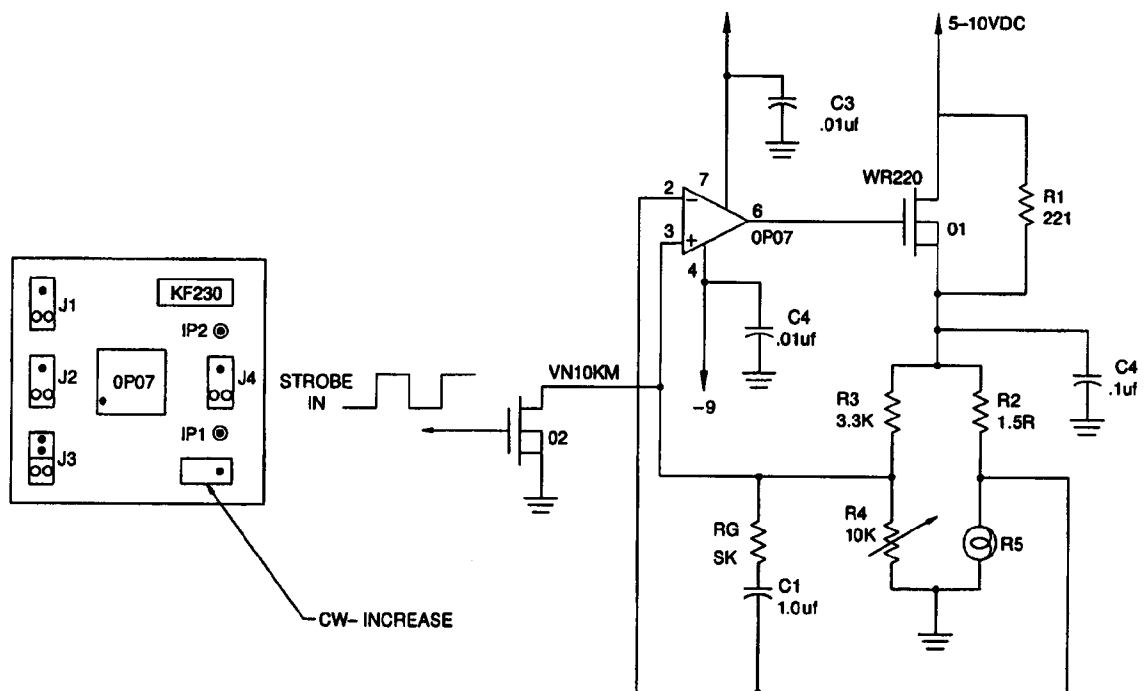 5–10VDC
C3
.01uf
WR220
R1
221
2
7
6
3
4
0P07
01
KF230
J1
IP2
J2
0P07
J4
J3
IP1
STROBE
IN
VN10KM
02
C4
.01uf
–9
R3
3.3K
R2
1.5R
C4
.1uf
RG
SK
R4
10K
R5
C1
1.0uf
CW– INCREASE